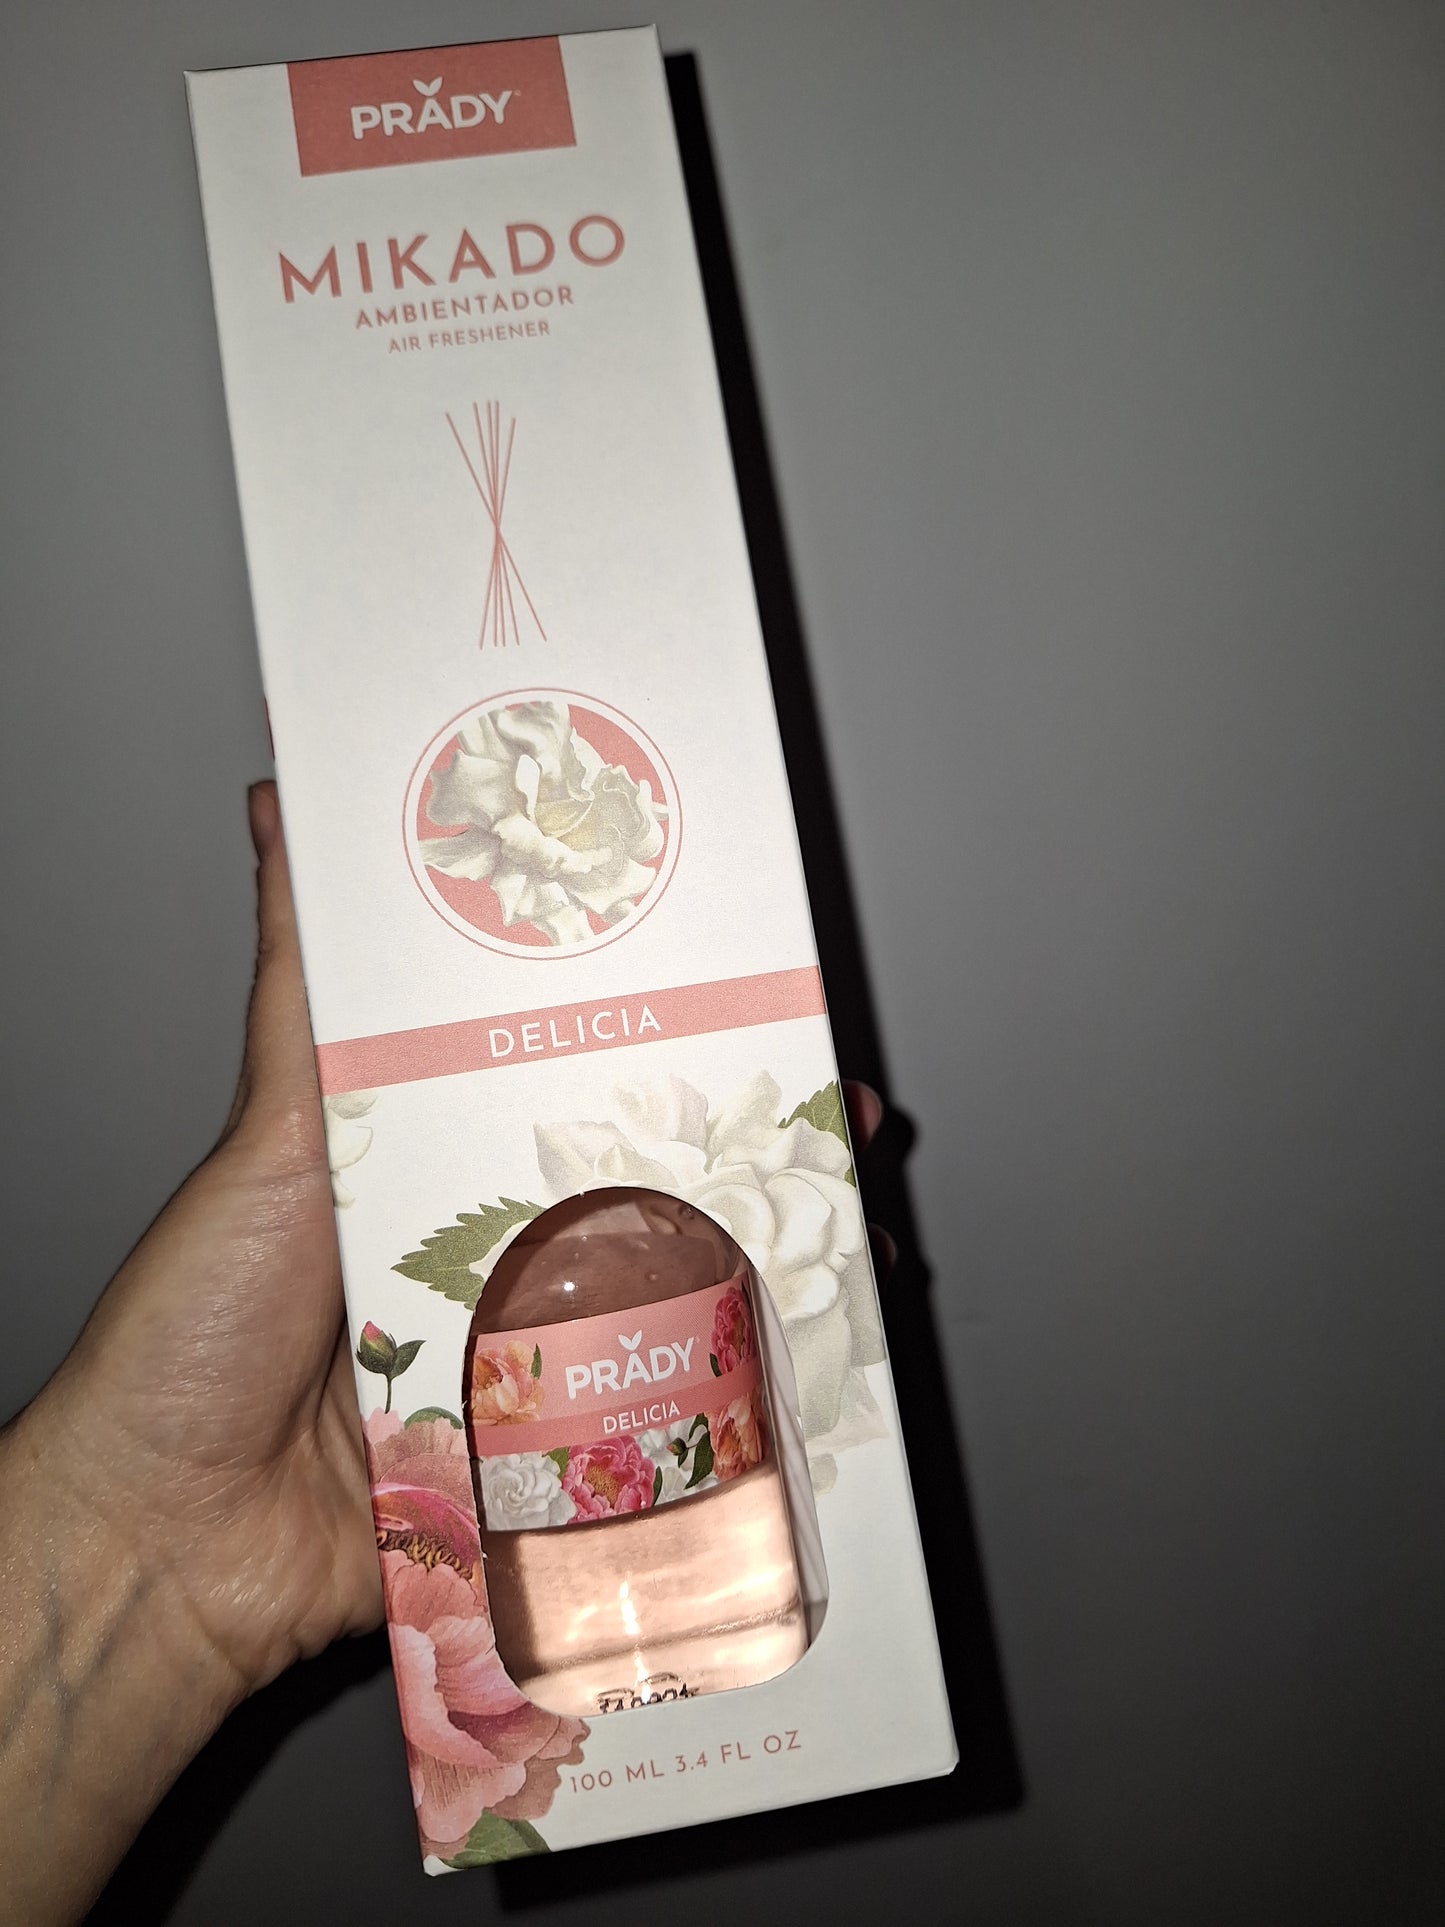 PRADY
MIKADO
AMBIENTADOR
AIR FRESHENER
DELICIA
PRADY
DELICIA
100 ML 3.4 FL OZ